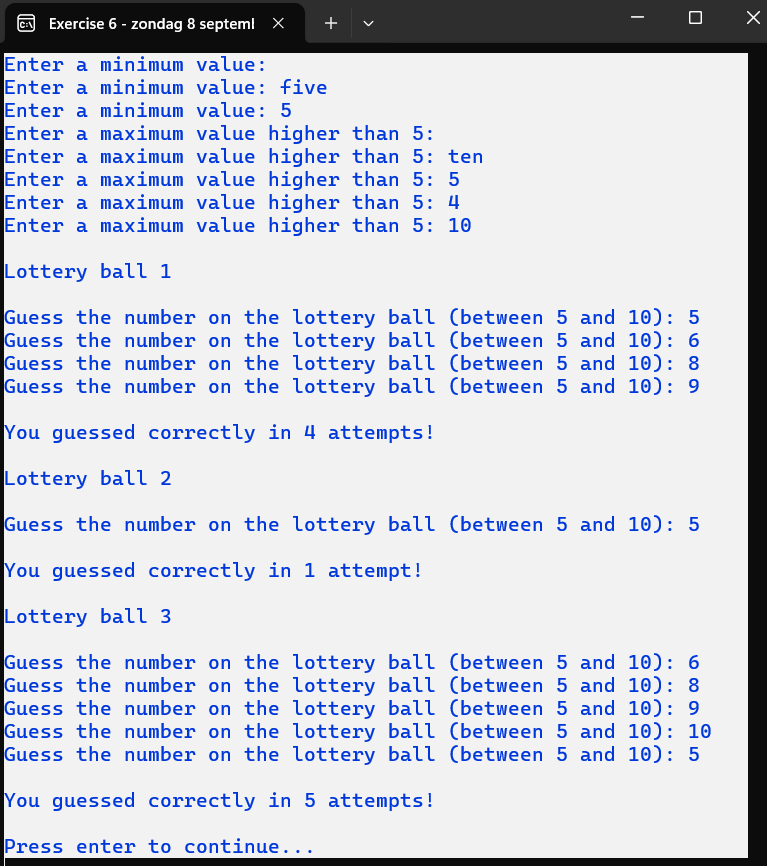 Exercise 6 - zondag 8 septeml
Enter a minimum value:
Enter a minimum value: five
Enter a minimum value: 5
Enter a maximum value higher than 5:
Enter a maximum value higher than 5: ten
Enter a maximum value higher than 5: 5
Enter a maximum value higher than 5: 4
Enter a maximum value higher than 5: 10
Lottery ball 1
Guess the number on the lottery ball (between 5 and 10): 5
Guess the number on the lottery ball (between 5 and 10): 6
Guess the number on the lottery ball (between 5 and 10): 8
Guess the number on the lottery ball (between 5 and 10): 9
You guessed correctly in 4 attempts!
Lottery ball 2
Guess the number on the lottery ball (between 5 and 10): 5
You guessed correctly in 1 attempt!
Lottery ball 3
Guess the number on the lottery ball (between 5 and 10): 6
Guess the number on the lottery ball (between 5 and 10): 8
Guess the number on the lottery ball (between 5 and 10): 9
Guess the number on the lottery ball (between 5 and 10): 10
Guess the number on the lottery ball (between 5 and 10): 5
You guessed correctly in 5 attempts!
Press enter to continue...